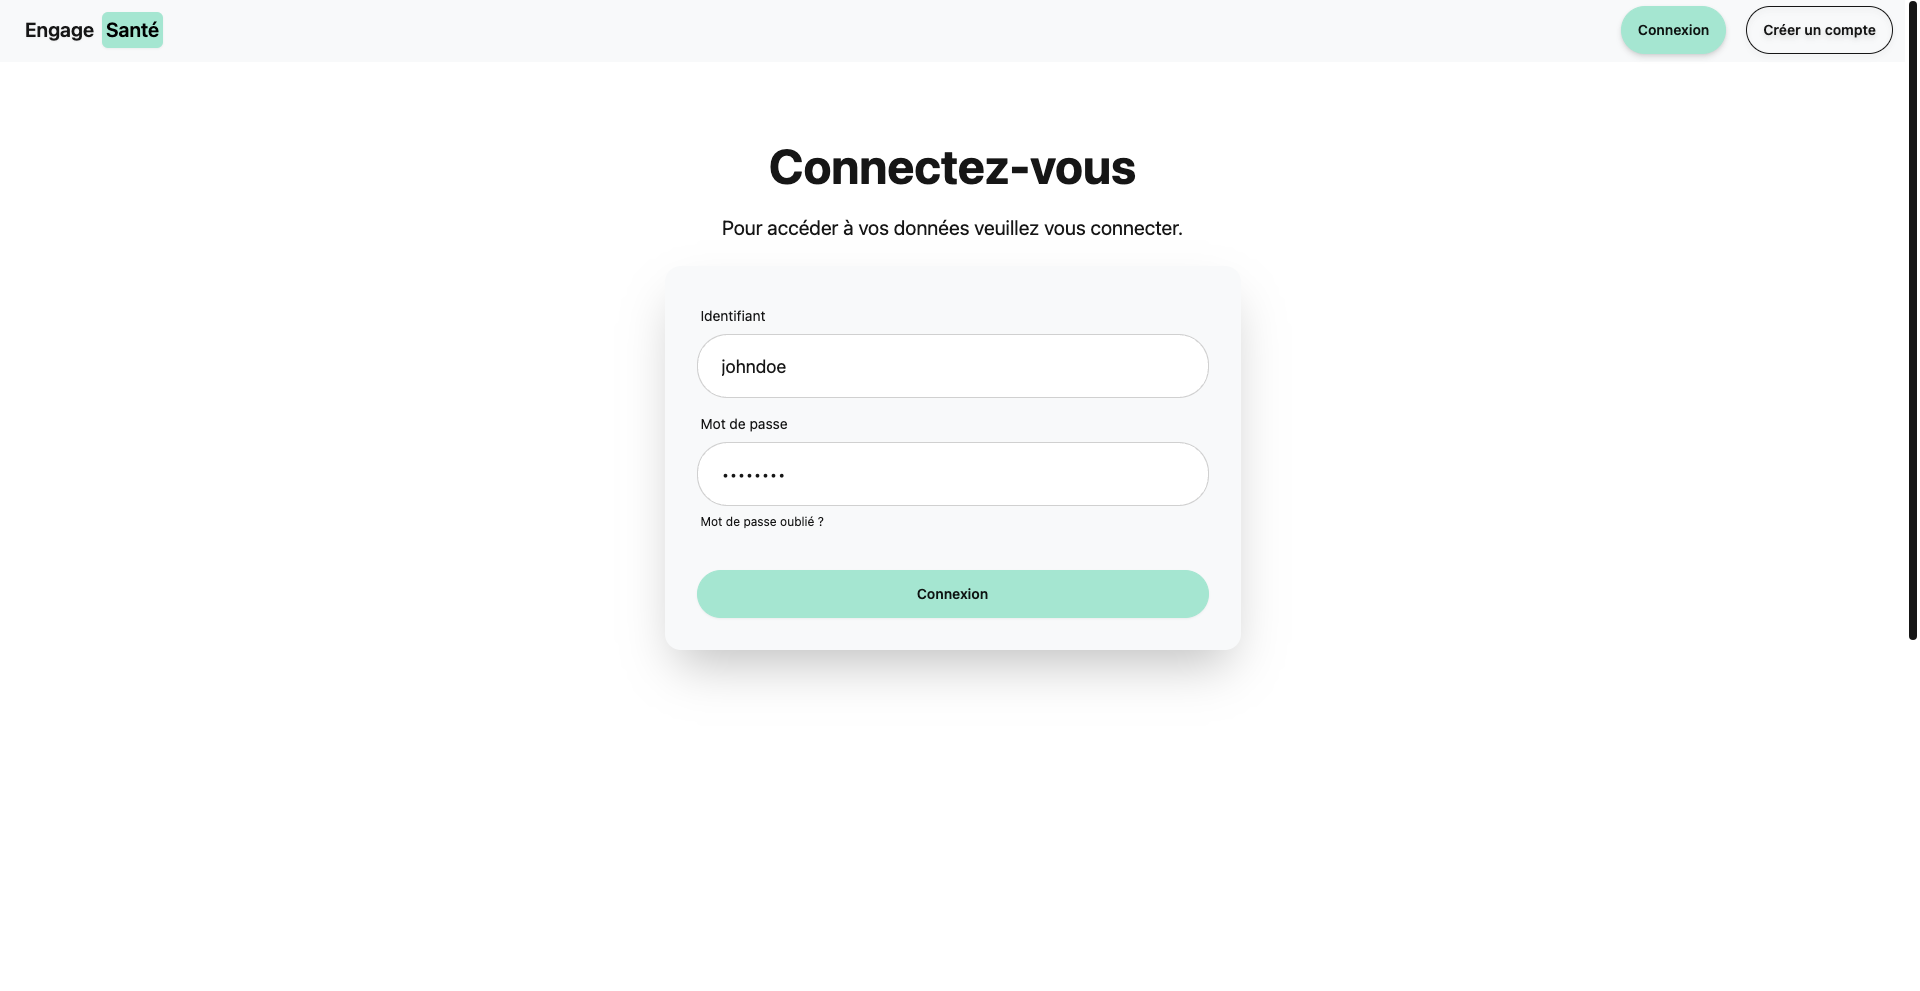 Engage Santé
Connexion
Créer un compte
Connectez-vous
Pour accéder à vos données veuillez vous connecter.
Identifiant
johndoe
Mot de passe
••••••••
Mot de passe oublié ?
Connexion